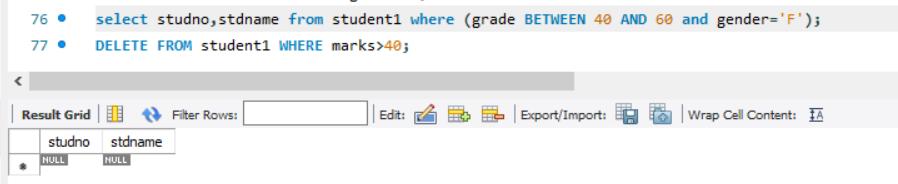 76 select studno,stdname from student1 where (grade BETWEEN 40 AND 60 and gender='F');
77 DELETE FROM student1 WHERE marks>40;
Result Grid Filter Rows: Edit: Export/Import: Wrap Cell Content:
studno stdname
NULL NULL